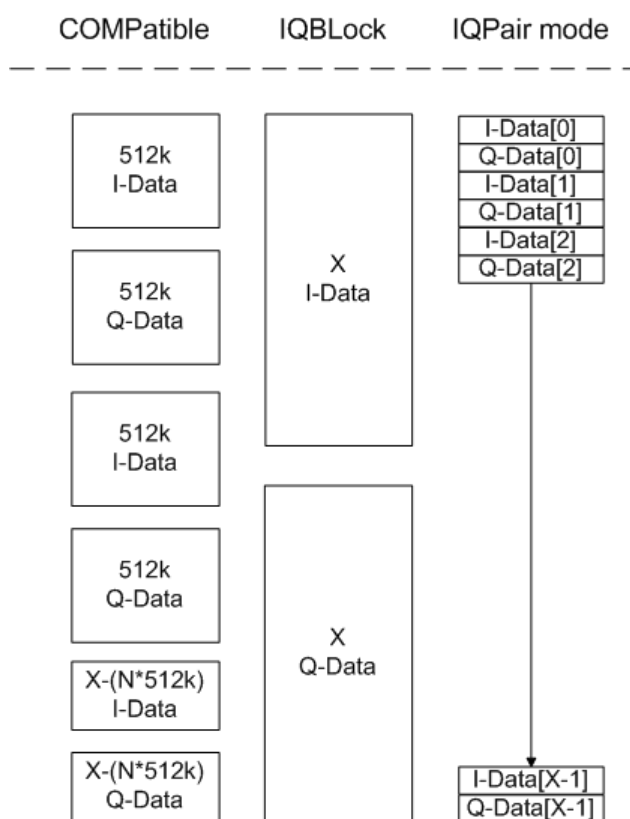 COMPatible IQBLock IQPair mode
512k
I-Data
512k
Q-Data
512k
I-Data
512k
Q-Data
X-(N*512k)
I-Data
X-(N*512k)
Q-Data
X
I-Data
X
Q-Data
I-Data[0]
Q-Data[0]
I-Data[1]
Q-Data[1]
I-Data[2]
Q-Data[2]
I-Data[X-1]
Q-Data[X-1]